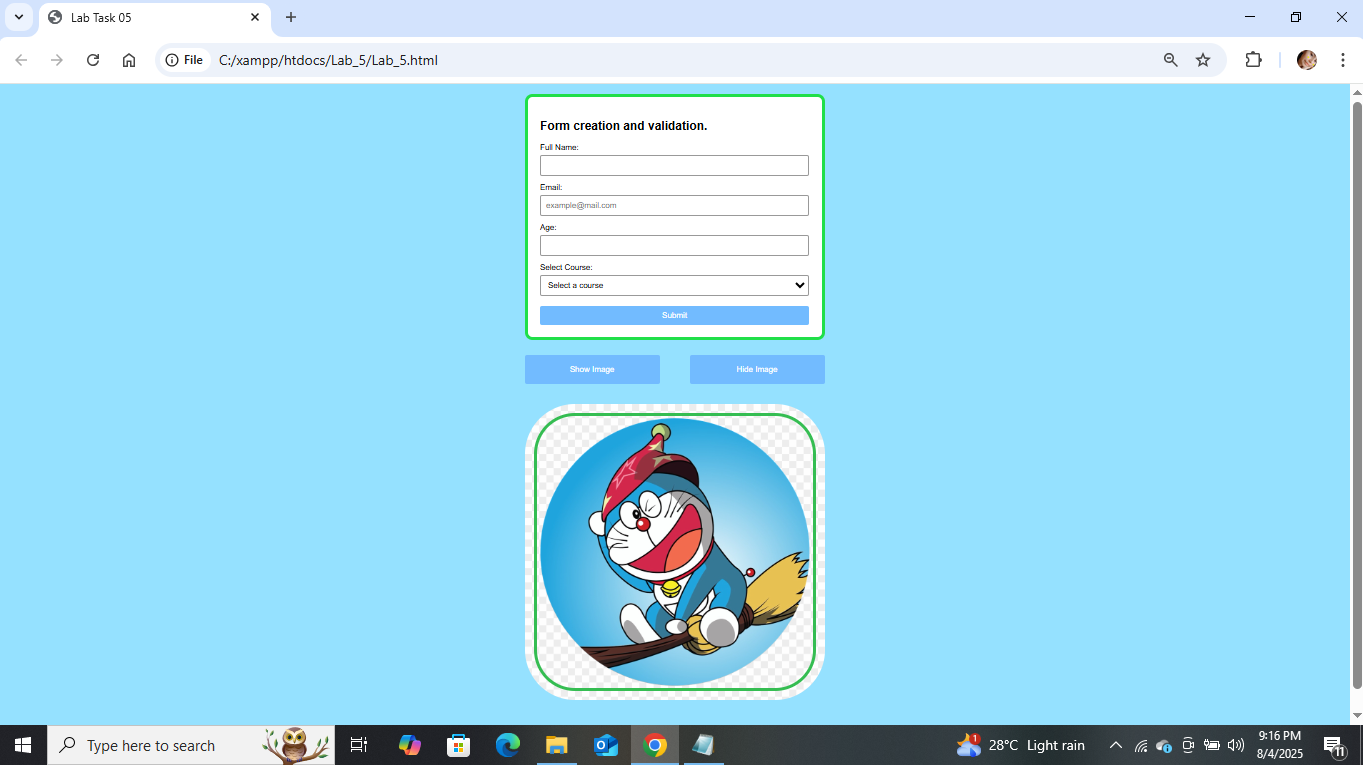 Lab Task 05
File
C:/xampp/htdocs/Lab_5/Lab_5.html
Form creation and validation.
Full Name:
Email:
example@mail.com
Age:
Select Course:
Select a course
Submit
Show Image
Hide Image
Type here to search
1
28°C Light rain
9:16 PM
8/4/2025
11